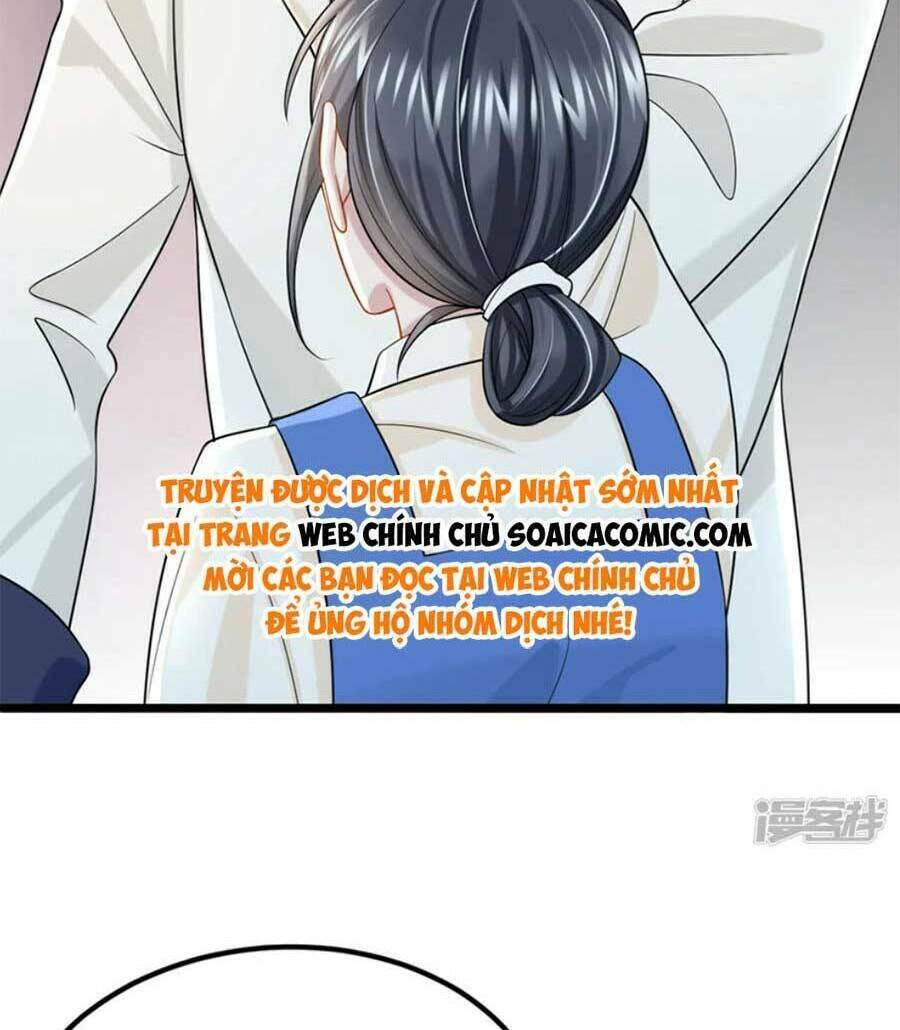 TRUYỆN ĐƯỢC DỊCH VÀ CẬP NHẬT SỚM NHẤT
TẠI TRANG WEB CHÍNH CHỦ SOAICACOMIC.COM
MỜI CÁC BẠN ĐỌC TẠI WEB CHÍNH CHỦ
ĐỂ ỦNG HỘ NHÓM DỊCH NHÉ!
漫客栈